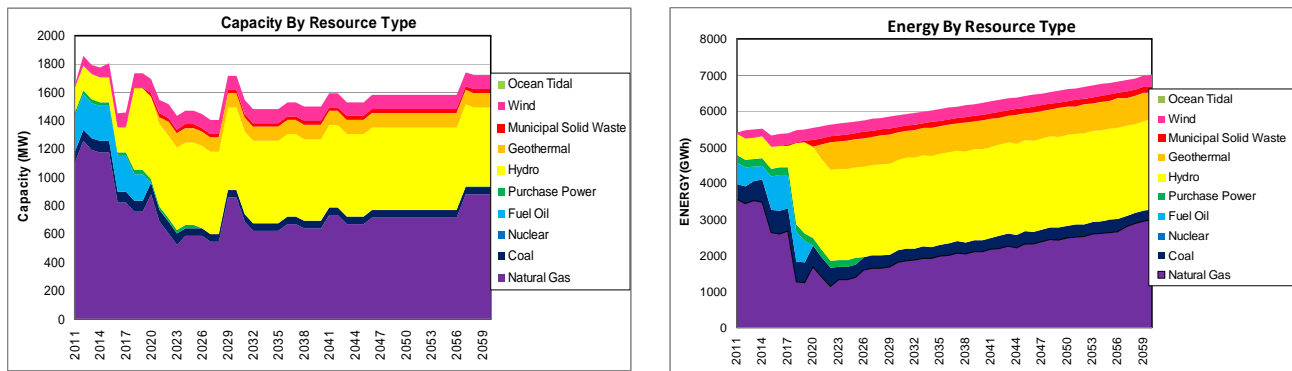 Capacity By Resource Type
Capacity (MW)
2000
1800
1600
1400
1200
1000
800
600
400
200
0
2011
2014
2017
2020
2023
2026
2029
2032
2035
2038
2041
2044
2047
2050
2053
2056
2059
Ocean Tidal
Wind
Municipal Solid Waste
Geothermal
Hydro
Purchase Power
Fuel Oil
Nuclear
Coal
Natural Gas
Energy By Resource Type
ENERGY(GWh)
8000
7000
6000
5000
4000
3000
2000
1000
0
2011
2014
2017
2020
2023
2026
2029
2032
2035
2038
2041
2044
2047
2050
2053
2056
2059
Ocean Tidal
Wind
Municipal Solid Waste
Geothermal
Hydro
Purchase Power
Fuel Oil
Nuclear
Coal
Natural Gas